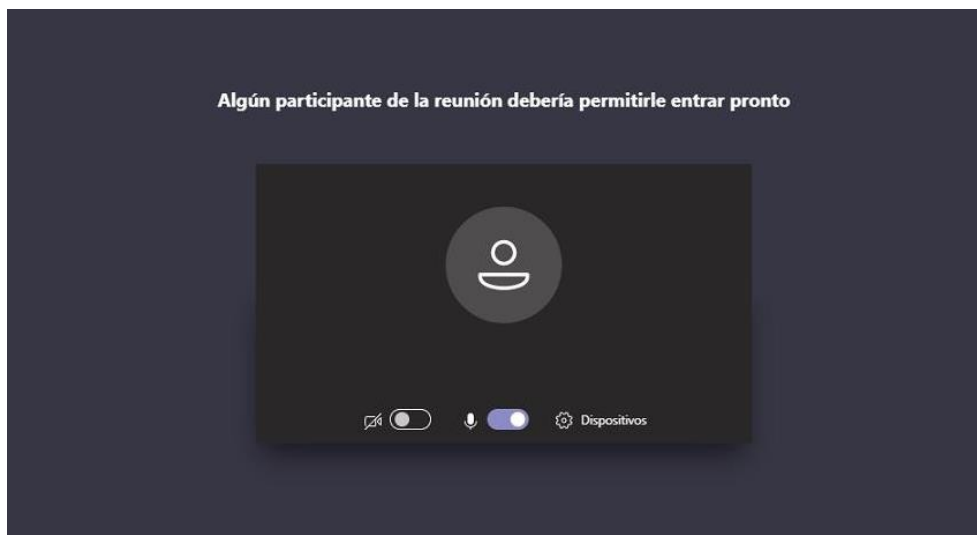 Algún participante de la reunión debería permitirle entrar pronto
Dispositivos